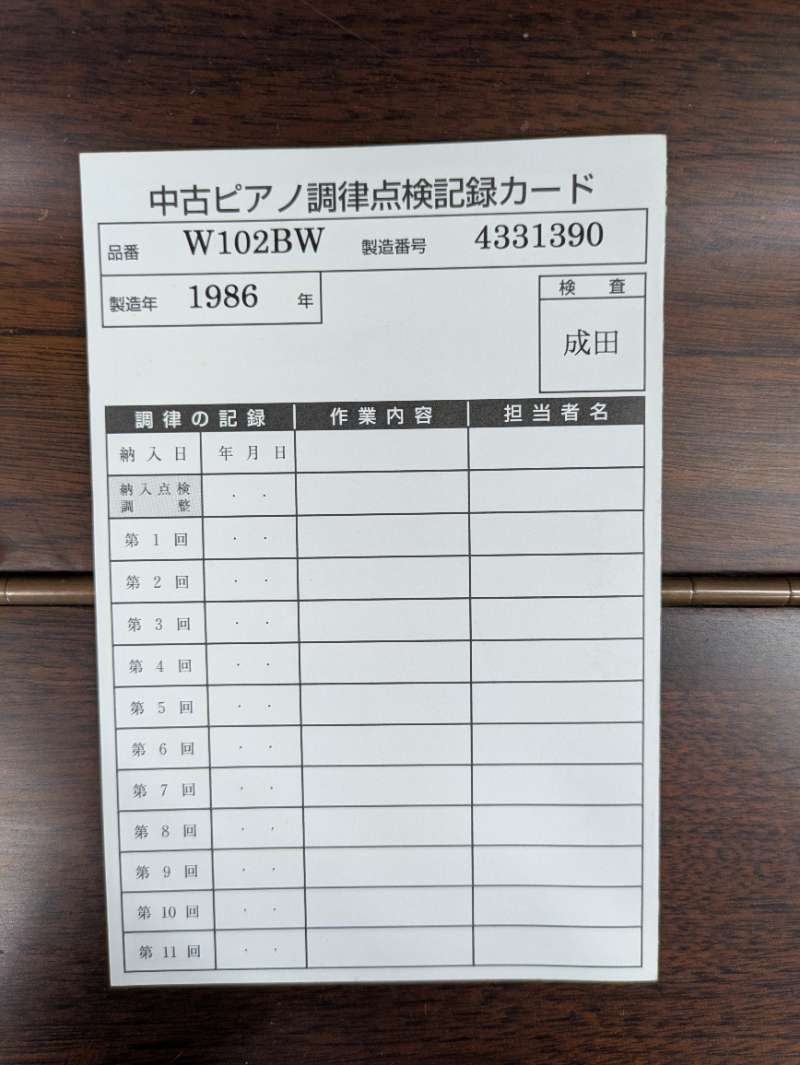 中古ピアノ調律点検記録カード
品番 W102BW 製造番号 4331390
製造年 1986 年
検 査
成田
調律の記録 作業内容 担当者名
納入日 年 月 日
納入点検
調 整 ・ ・
第 1 回 ・ ・
第 2 回 ・ ・
第 3 回 ・ ・
第 4 回 ・ ・
第 5 回 ・ ・
第 6 回 ・ ・
第 7 回 ・ ・
第 8 回 ・ ・
第 9 回 ・ ・
第 10 回 ・ ・
第 11 回 ・ ・